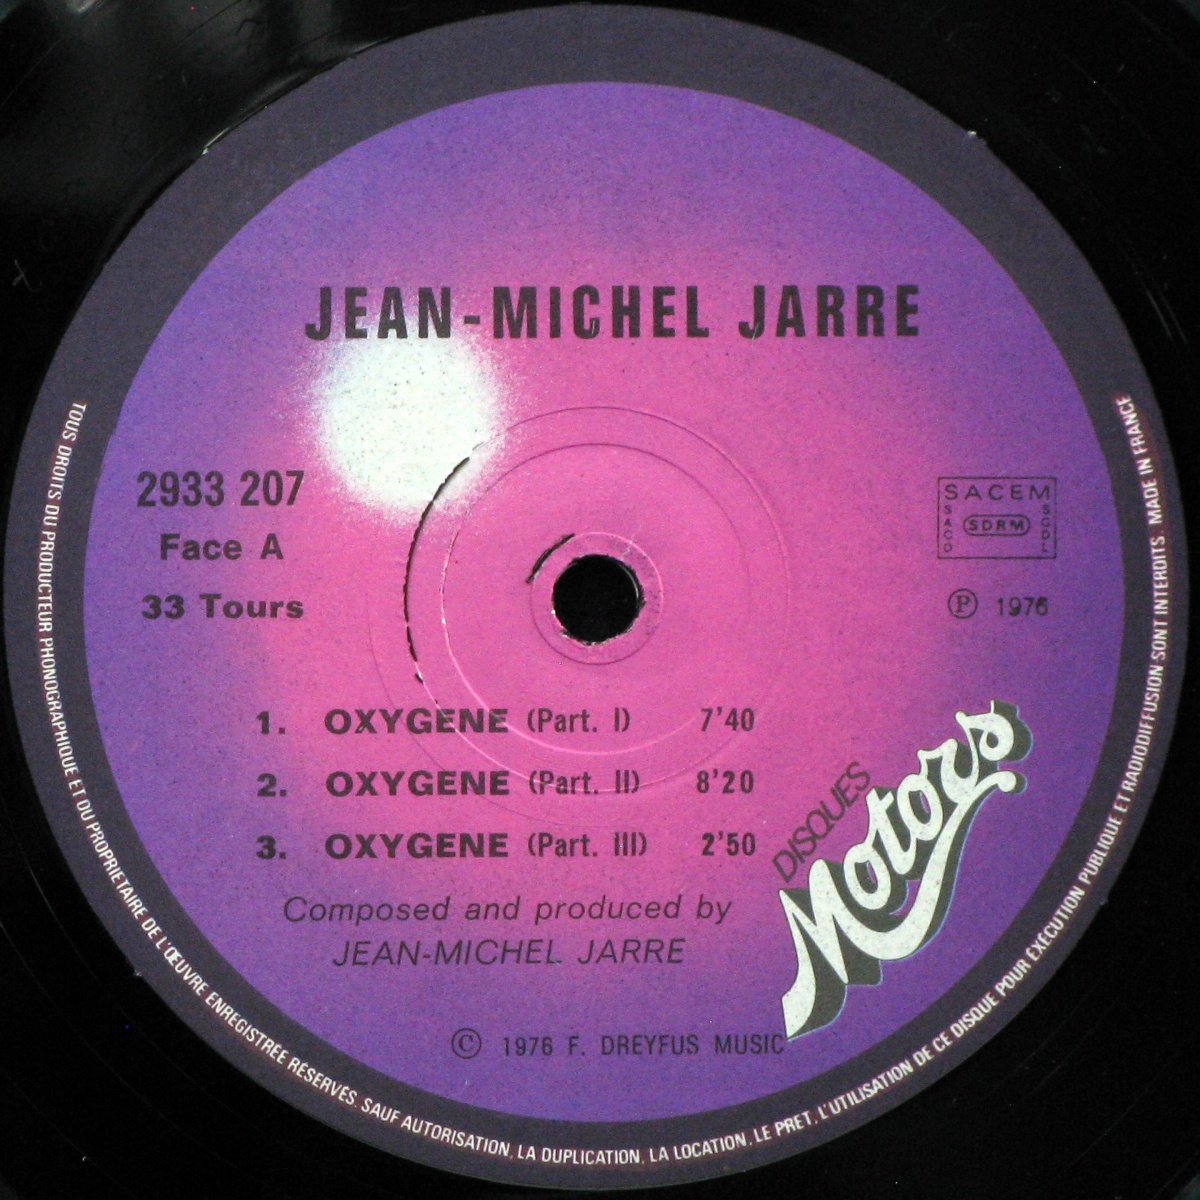 JEAN-MICHEL JARRE
2933 207
Face A
33 Tours
SACEM
SACD
SDRM
SGDL
Ⓟ 1976
1. OXYGENE (Part. I) 7'40
2. OXYGENE (Part. II) 8'20
3. OXYGENE (Part. III) 2'50
Composed and produced by
JEAN-MICHEL JARRE
DISQUES
Motors
© 1976 F. DREYFUS MUSIC
TOUS DROITS DU PRODUCTEUR PHONOGRAPHIQUE ET DU PROPRIETAIRE DE L'ŒUVRE ENREGISTRÉE RÉSERVÉS. SAUF AUTORISATION, LA DUPLICATION, LA LOCATION, LE PRET, L'UTILISATION DE CE DISQUE POUR EXÉCUTION PUBLIQUE ET RADIODIFFUSION SONT INTERDITS. MADE IN FRANCE